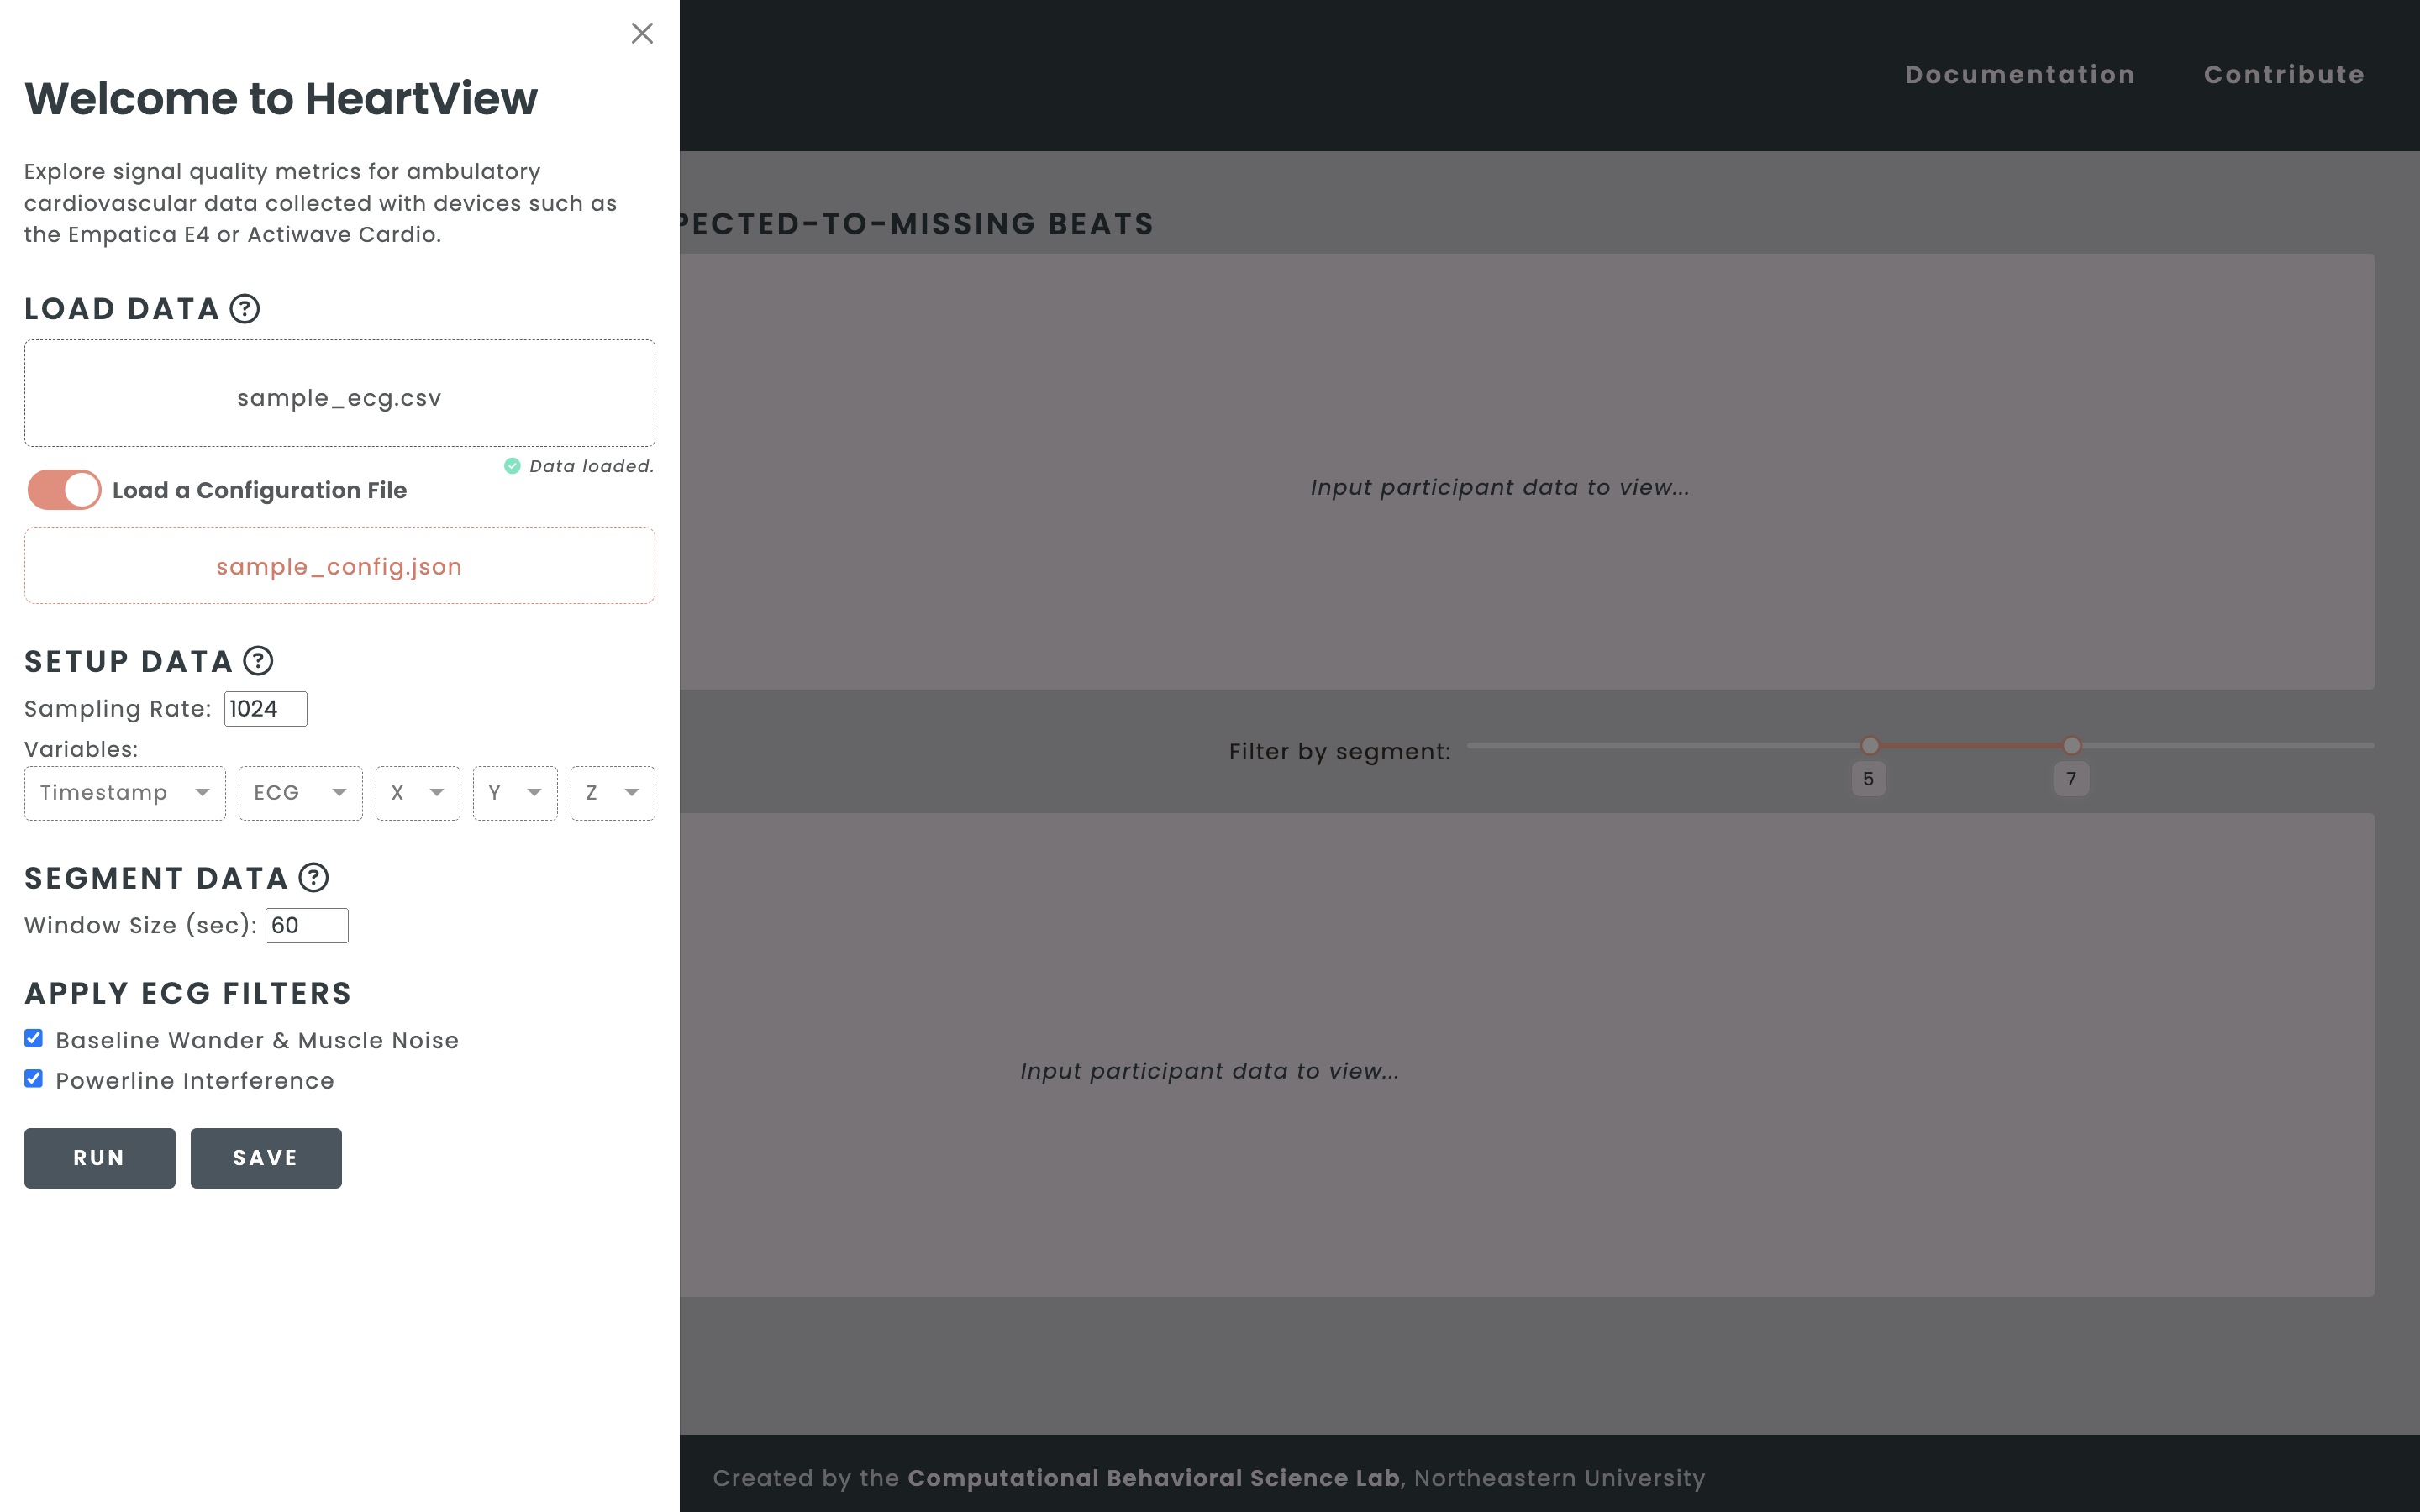 Welcome to HeartView
Explore signal quality metrics for ambulatory
cardiovascular data collected with devices such as
the Empatica E4 or Actiwave Cardio.
LOAD DATA ?
sample_ecg.csv
Data loaded.
Load a Configuration File
sample_config.json
SETUP DATA ?
Sampling Rate: 1024
Variables:
Timestamp ECG X Y Z
SEGMENT DATA ?
Window Size (sec): 60
APPLY ECG FILTERS
Baseline Wander & Muscle Noise
Powerline Interference
RUN SAVE
Documentation Contribute
PECTED-TO-MISSING BEATS
Input participant data to view...
Filter by segment:
5 7
Input participant data to view...
Created by the Computational Behavioral Science Lab, Northeastern University